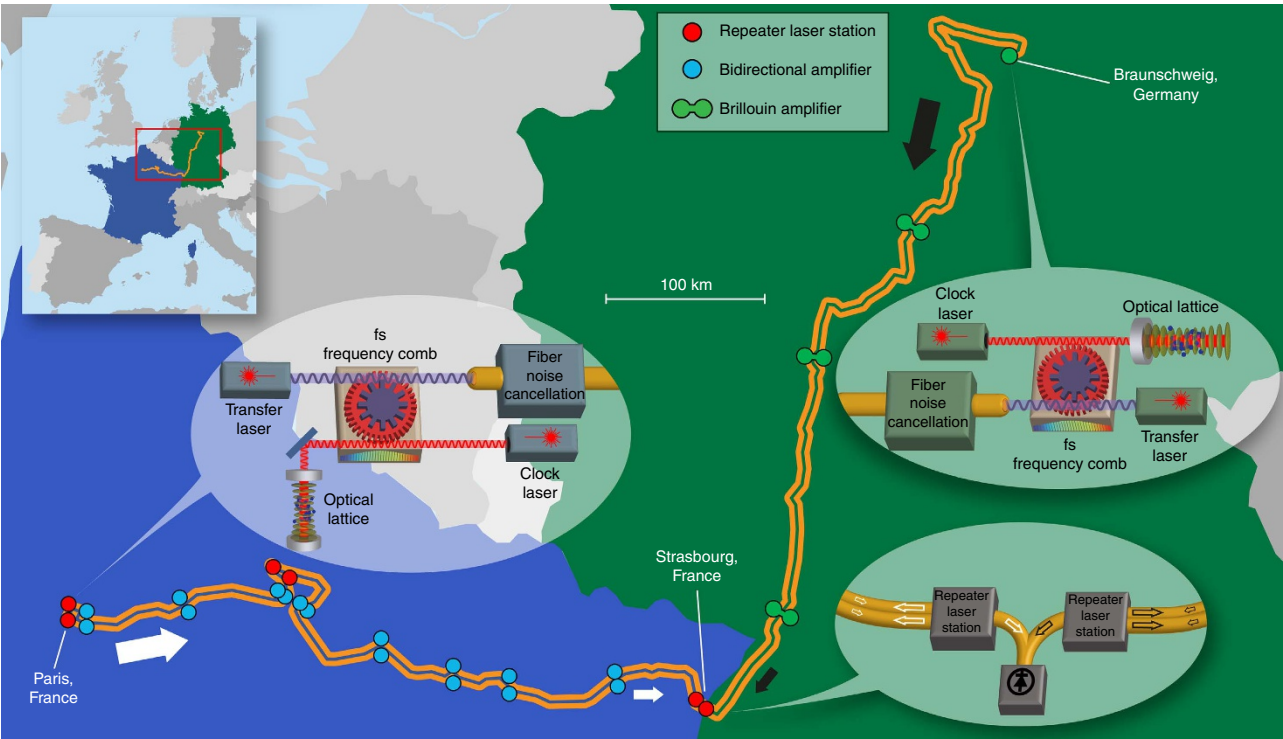 Repeater laser station
Bidirectional amplifier
Brillouin amplifier
Braunschweig,
Germany
100 km
fs
frequency comb
Fiber
noise
cancellation
Transfer
laser
Clock
laser
Optical
lattice
Clock
laser
Optical lattice
Fiber
noise
cancellation
Transfer
laser
fs
frequency comb
Strasbourg,
France
Paris,
France
Repeater
laser
station
Repeater
laser
station